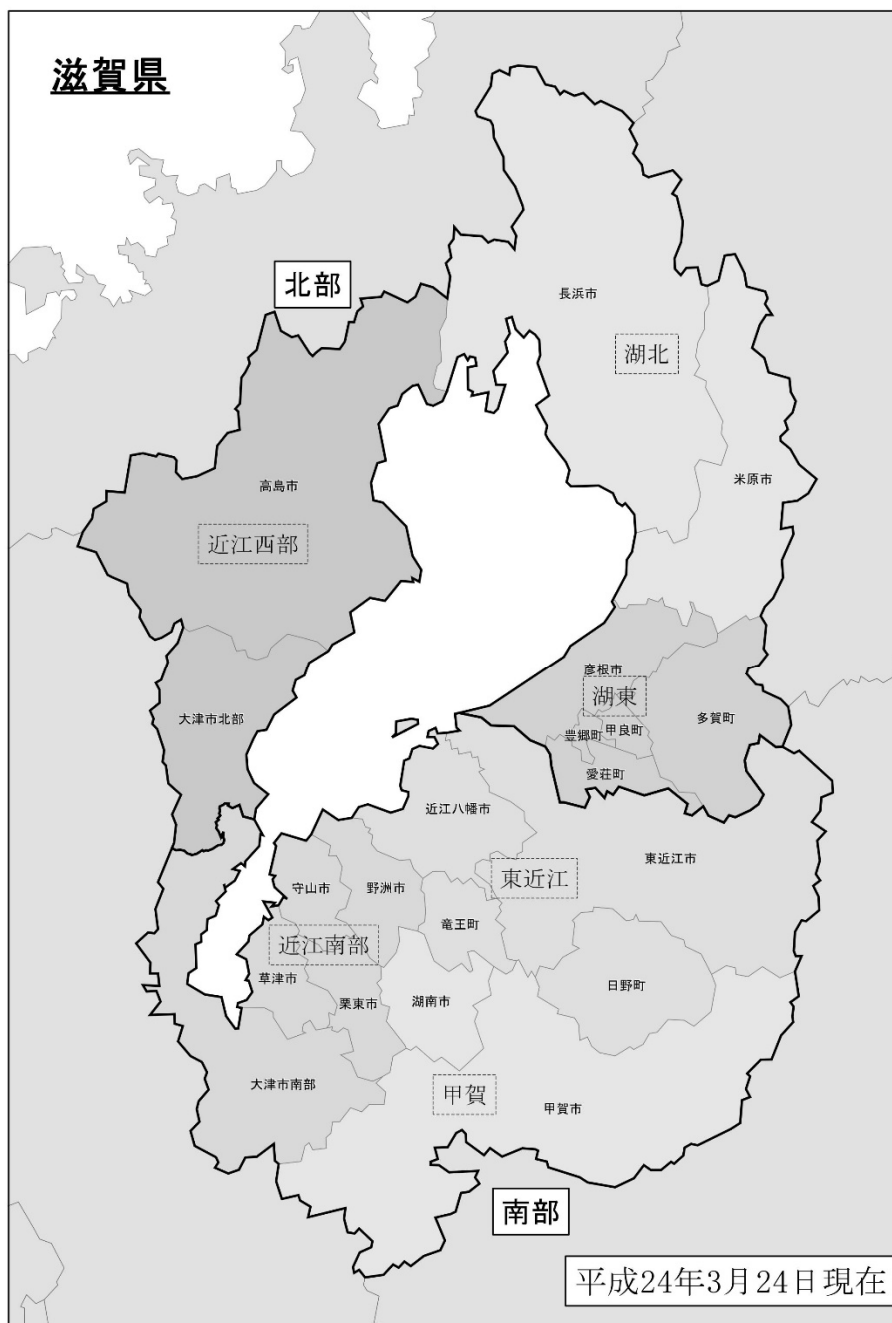 滋賀県
北部
長浜市
湖北
高島市
米原市
近江西部
彦根市
湖東
大津市北部
多賀町
豊郷町
甲良町
愛荘町
近江八幡市
東近江市
東近江
守山市
野洲市
竜王町
近江南部
草津市
栗東市
湖南市
日野町
大津市南部
甲賀
甲賀市
南部
平成24年3月24日現在